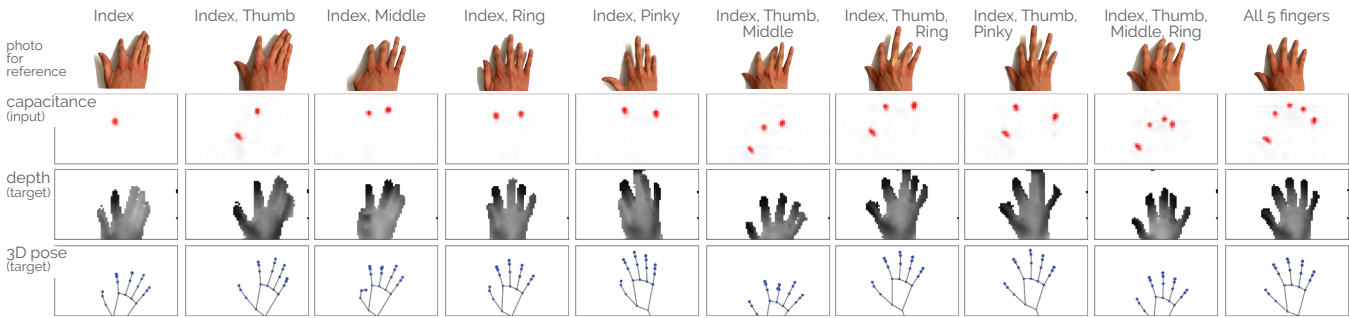 Index
Index, Thumb
Index, Middle
Index, Ring
Index, Pinky
Index, Thumb,
Middle
Index, Thumb,
Ring
Index, Thumb,
Pinky
Index, Thumb,
Middle, Ring
All 5 fingers
photo
for
reference
capacitance
(input)
depth
(target)
3D pose
(target)